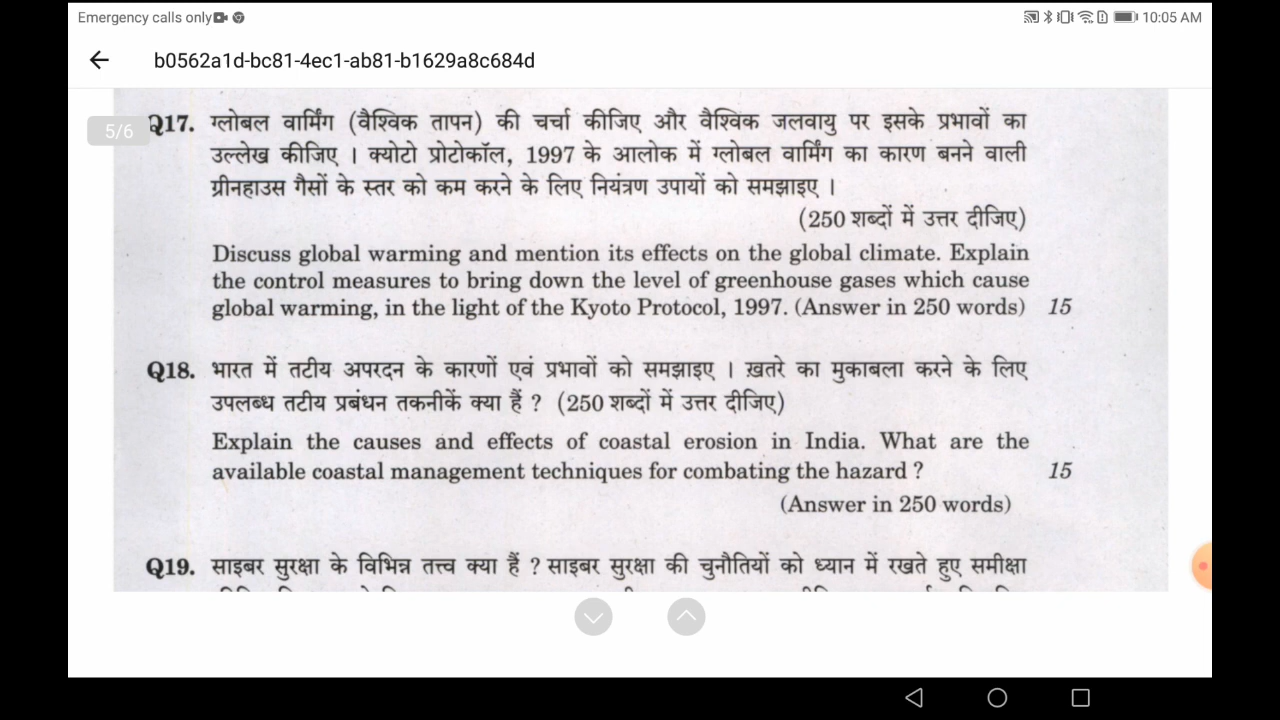 Emergency calls only
10:05 AM
b0562a1d-bc81-4ec1-ab81-b1629a8c684d
5/6
Q17. ग्लोबल वार्मिंग (वैश्विक तापन) की चर्चा कीजिए और वैश्विक जलवायु पर इसके प्रभावों का
उल्लेख कीजिए । क्योटो प्रोटोकॉल, 1997 के आलोक में ग्लोबल वार्मिंग का कारण बनने वाली
ग्रीनहाउस गैसों के स्तर को कम करने के लिए नियंत्रण उपायों को समझाइए ।
(250 शब्दों में उत्तर दीजिए)
Discuss global warming and mention its effects on the global climate. Explain
the control measures to bring down the level of greenhouse gases which cause
global warming, in the light of the Kyoto Protocol, 1997. (Answer in 250 words) 15
Q18. भारत में तटीय अपरदन के कारणों एवं प्रभावों को समझाइए । ख़तरे का मुकाबला करने के लिए
उपलब्ध तटीय प्रबंधन तकनीकें क्या हैं ? (250 शब्दों में उत्तर दीजिए)
Explain the causes and effects of coastal erosion in India. What are the
available coastal management techniques for combating the hazard ? 15
(Answer in 250 words)
Q19. साइबर सुरक्षा के विभिन्न तत्त्व क्या हैं ? साइबर सुरक्षा की चुनौतियों को ध्यान में रखते हुए समीक्षा